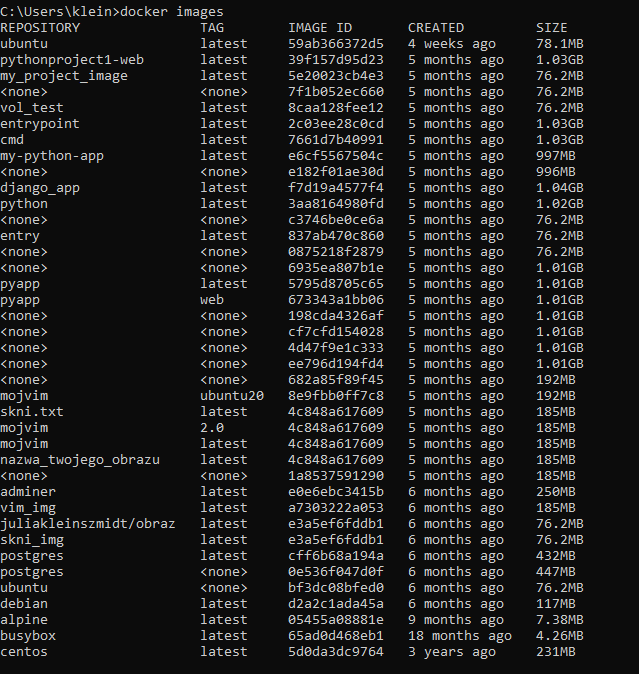 C:\Users\klein>docker images
REPOSITORY TAG IMAGE ID CREATED SIZE
ubuntu latest 59ab366372d5 4 weeks ago 78.1MB
pythonproject1-web latest 39f157d95d23 5 months ago 1.03GB
my_project_image latest 5e20023cb4e3 5 months ago 76.2MB
<none> <none> 7f1b052ec660 5 months ago 76.2MB
vol_test latest 8caa128fee12 5 months ago 76.2MB
entrypoint latest 2c03ee28c0cd 5 months ago 1.03GB
cmd latest 7661d7b40991 5 months ago 1.03GB
my-python-app latest e6cf5567504c 5 months ago 997MB
<none> <none> e182f01ae30d 5 months ago 996MB
django_app latest f7d19a4577f4 5 months ago 1.04GB
python latest 3aa8164980fd 5 months ago 1.02GB
<none> <none> c3746be0ce6a 5 months ago 76.2MB
entry latest 837ab470c860 5 months ago 76.2MB
<none> <none> 0875218f2879 5 months ago 76.2MB
<none> <none> 6935ea807b1e 5 months ago 1.01GB
pyapp latest 5795d8705c65 5 months ago 1.01GB
pyapp web 673343a1bb06 5 months ago 1.01GB
<none> <none> 198cda4326af 5 months ago 1.01GB
<none> <none> cf7cfd154028 5 months ago 1.01GB
<none> <none> 4d47f9e1c333 5 months ago 1.01GB
<none> <none> ee796d194fd4 5 months ago 1.01GB
<none> <none> 682a85f89f45 5 months ago 192MB
mojvim ubuntu20 8e9fbb0ff7c8 5 months ago 192MB
skni.txt latest 4c848a617609 5 months ago 185MB
mojvim 2.0 4c848a617609 5 months ago 185MB
mojvim latest 4c848a617609 5 months ago 185MB
nazwa_twojego_obrazu latest 4c848a617609 5 months ago 185MB
<none> <none> 1a8537591290 5 months ago 185MB
adminer latest e0e6ebc3415b 6 months ago 250MB
vim_img latest a7303222a053 6 months ago 185MB
juliakleinszmidt/obraz latest e3a5ef6fddb1 6 months ago 76.2MB
skni_img latest e3a5ef6fddb1 6 months ago 76.2MB
postgres latest cff6b68a194a 6 months ago 432MB
postgres <none> 0e536f047d0f 6 months ago 447MB
ubuntu <none> bf3dc08bfed0 6 months ago 76.2MB
debian latest d2a2c1ada45a 6 months ago 117MB
alpine latest 05455a08881e 9 months ago 7.38MB
busybox latest 65ad0d468eb1 18 months ago 4.26MB
centos latest 5d0da3dc9764 3 years ago 231MB